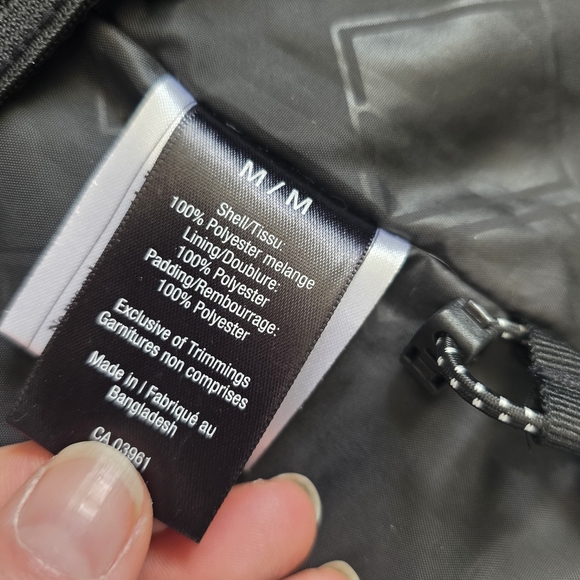 M / M
Shell/Tissu:
100% Polyester melange
Lining/Doublure:
100% Polyester
Padding/Rembourrage:
100% Polyester
Exclusive of Trimmings
Garnitures non comprises
Made in / Fabriqué au
Bangladesh
CA 03961